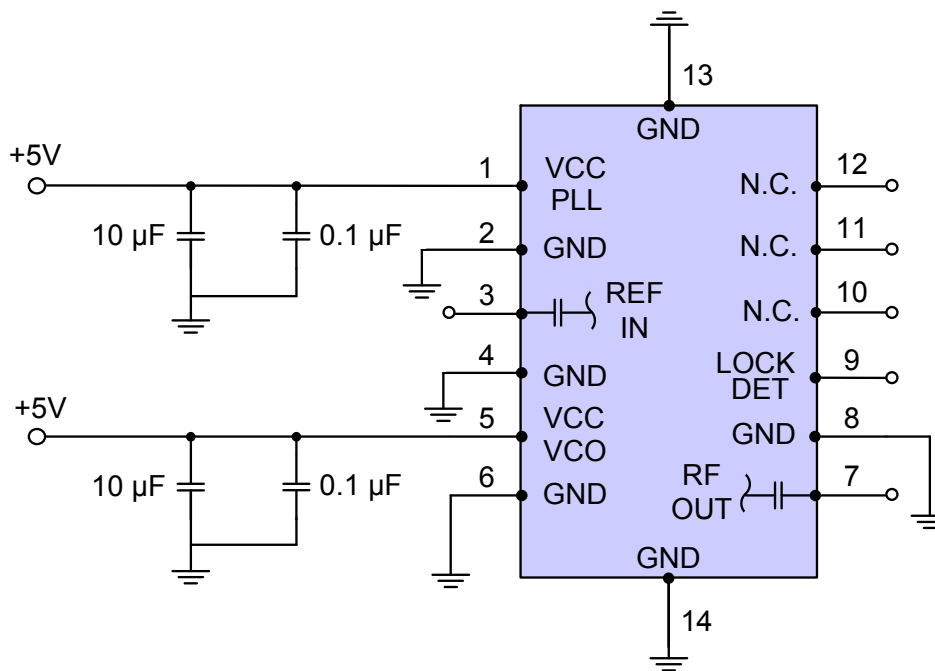 13
GND
+5V
1
VCC
PLL
12
N.C.
10 µF
0.1 µF
2
GND
11
N.C.
3
REF
IN
10
N.C.
4
GND
LOCK
DET
9
+5V
5
VCC
VCO
GND
8
10 µF
0.1 µF
6
GND
RF
OUT
7
GND
14